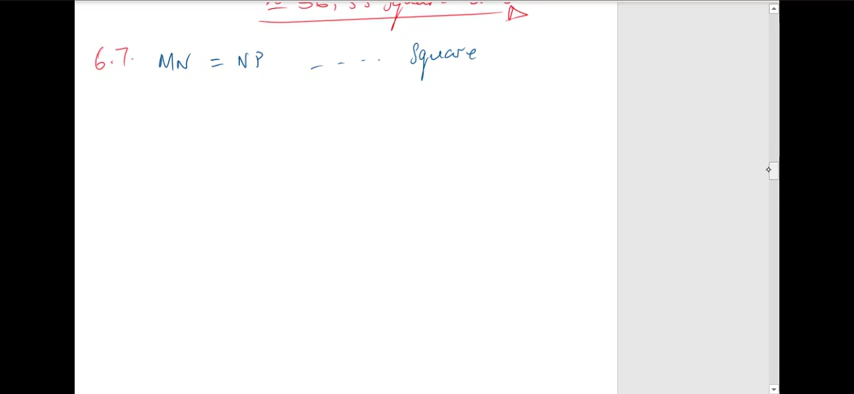 6.7. MN = NP - - - - . Square